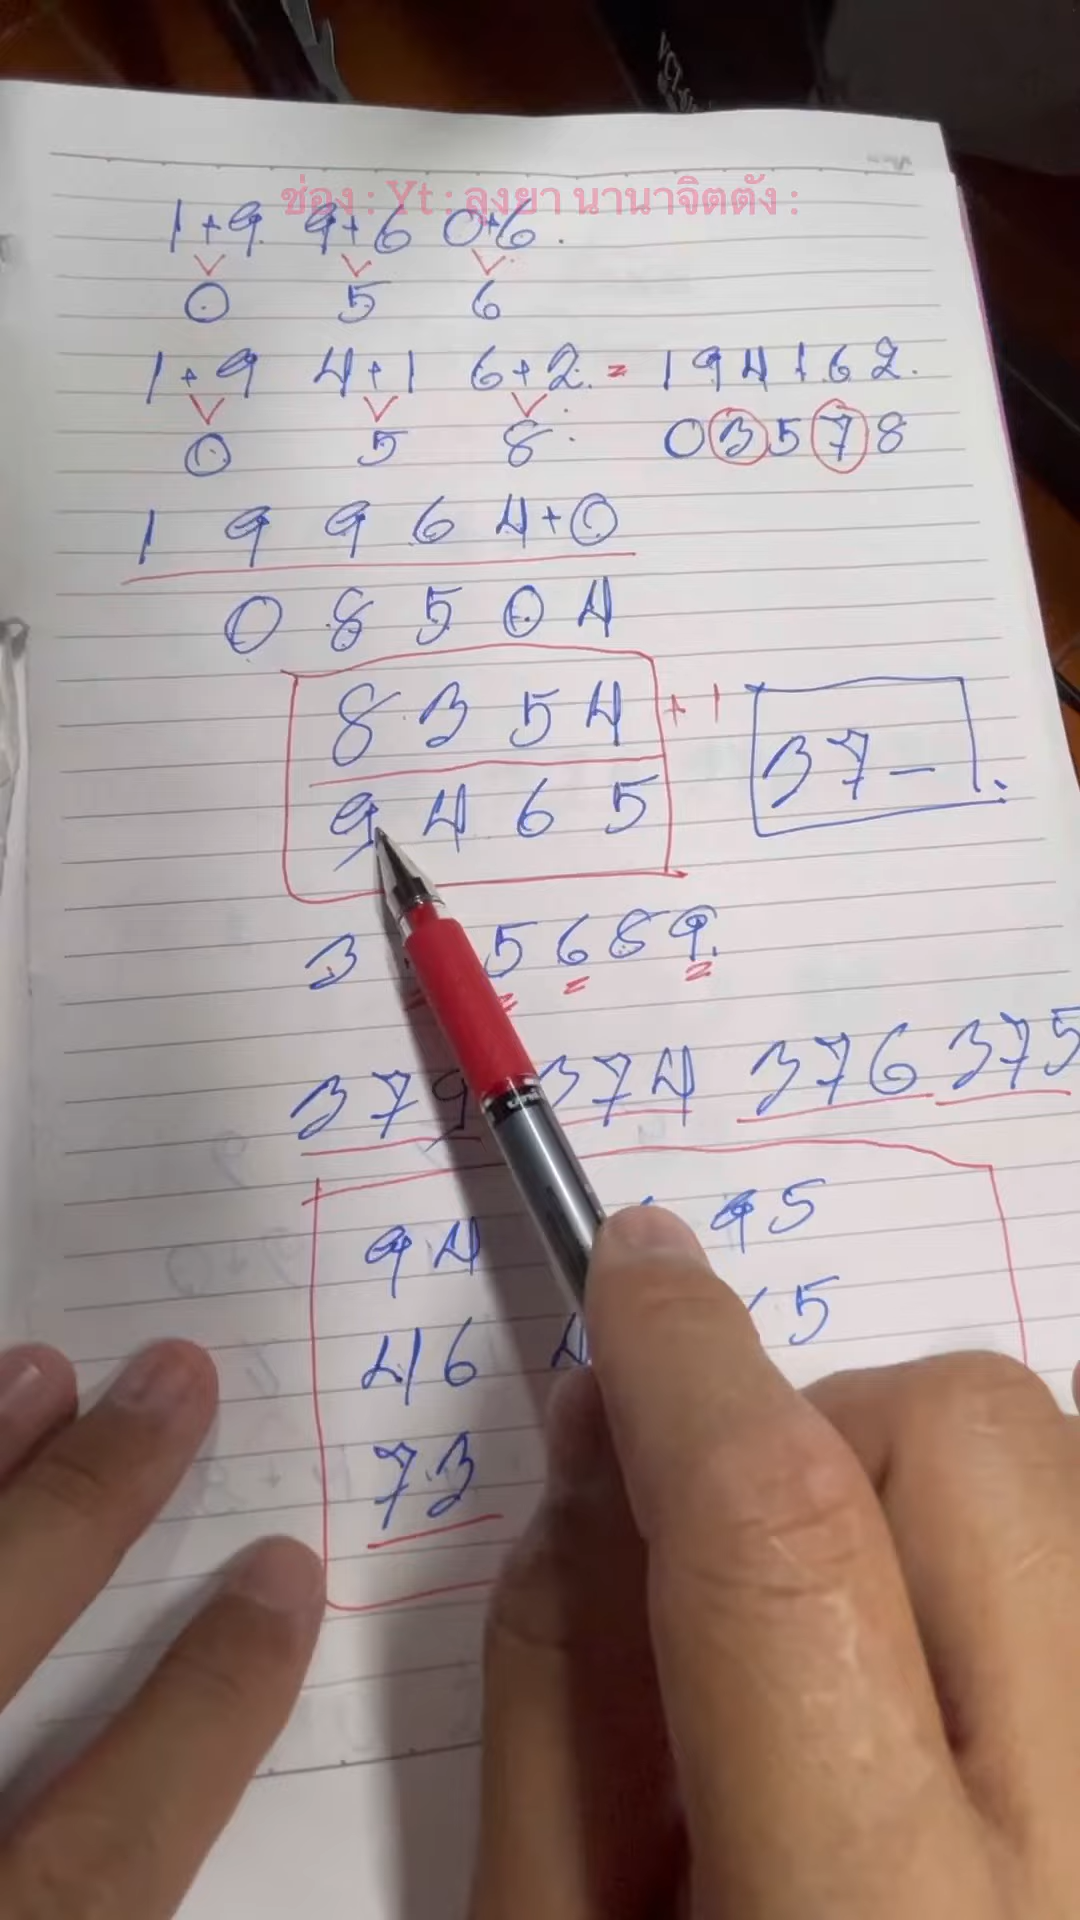 ช่อง : Yt : ลุงยา นานาจิตตัง :
1+9 9+6 0+6.
0 5 6
1+9 4+1 6+2. = 194162.
0 5 8. 03578
1 9 9 6 4+0
0 8 5 0 4
8 3 5 4 +1
37-
9 4 6 5
3 5 6 8 9.
379 374 376 375
94 95
46 4 5
73